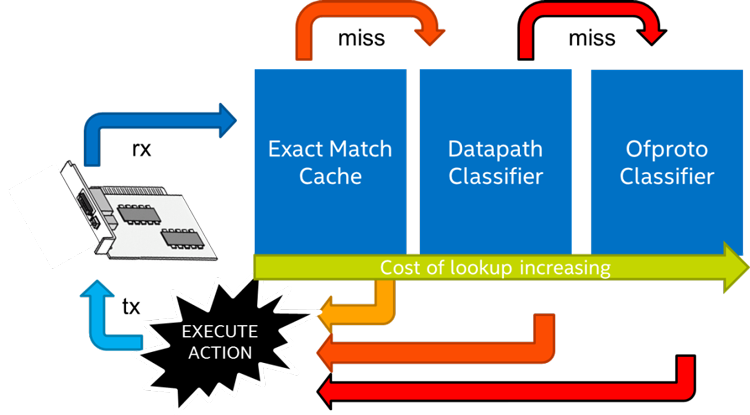 miss
miss
rx
Exact Match
Cache
Datapath
Classifier
Ofproto
Classifier
Cost of lookup increasing
tx
EXECUTE
ACTION